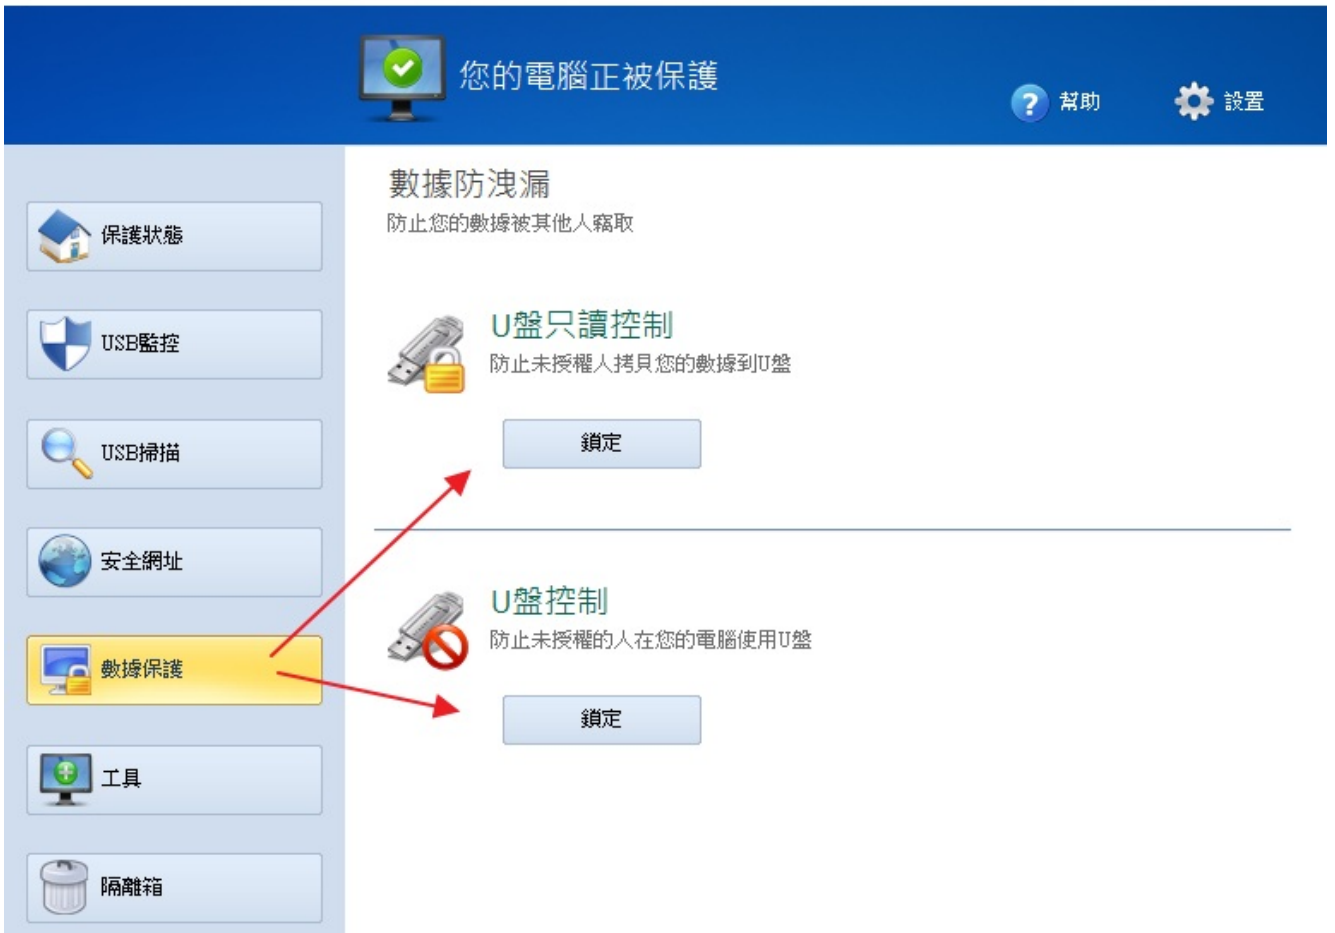 您的電腦正被保護
幫助
設置
保護狀態
USB監控
USB掃描
安全網址
數據保護
工具
隔離箱
數據防洩漏
防止您的數據被其他人竊取
U盤只讀控制
防止未授權人拷貝您的數據到U盤
鎖定
U盤控制
防止未授權的人在您的電腦使用U盤
鎖定